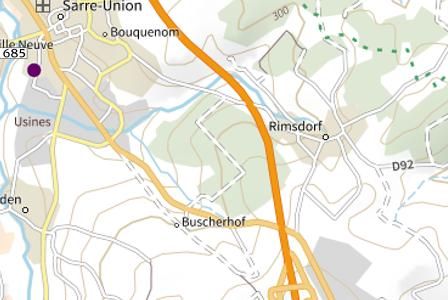 Sarre-Union
300
Bouquenom
ille Neuve
685
Usines
Rimsdorf
D92
den
Buscherhof